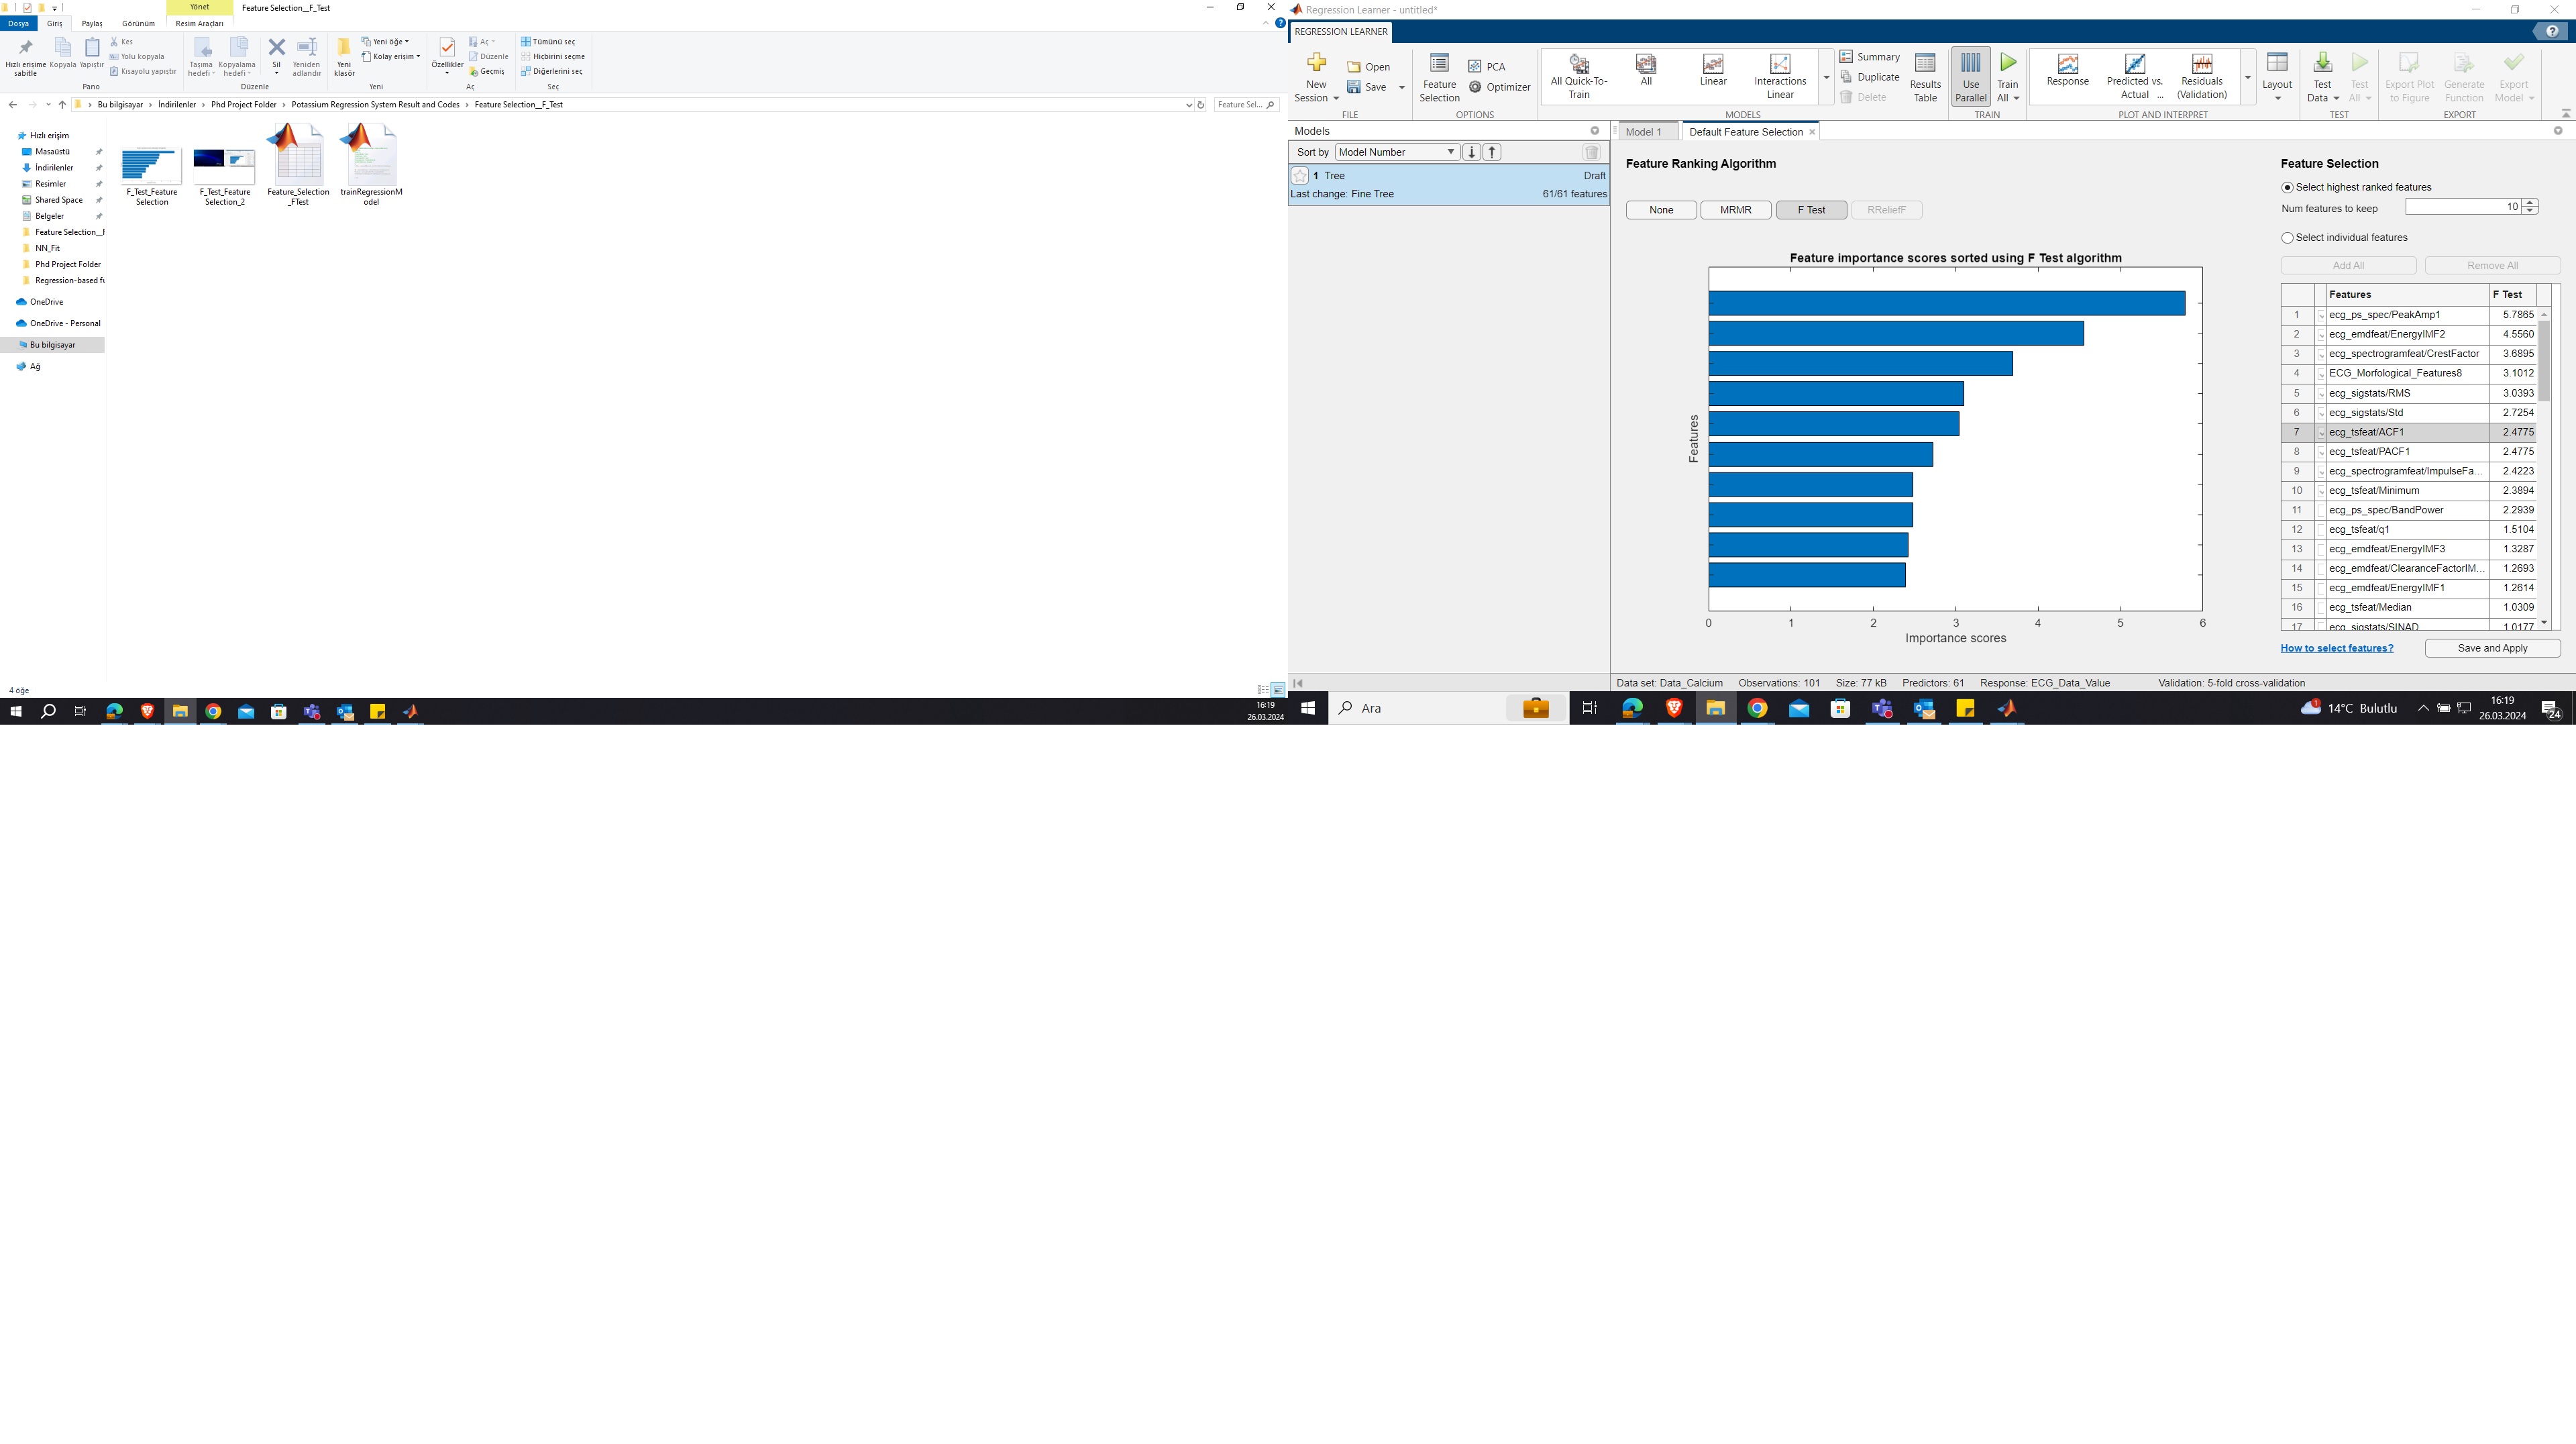 Yönet
Feature Selection__F_Test
Dosya
Giriş
Paylaş
Görünüm
Resim Araçları
Hızlı erişime sabitle
Kopyala
Yapıştır
Kes
Yolu kopyala
Kısayolu yapıştır
Taşıma hedefi
Kopyalama hedefi
Sil
Yeniden adlandır
Yeni klasör
Yeni öğe
Kolay erişim
Özellikler
Aç
Düzenle
Geçmiş
Tümünü seç
Hiçbirini seçme
Diğerlerini seç
Pano
Düzenle
Yeni
Aç
Seç
Bu bilgisayar
İndirilenler
Phd Project Folder
Potassium Regression System Result and Codes
Feature Selection__F_Test
Feature Sel...
Hızlı erişim
Masaüstü
İndirilenler
Resimler
Shared Space
Belgeler
Feature Selection__F
NN_Fit
Phd Project Folder
Regression-based fu
OneDrive
OneDrive - Personal
Bu bilgisayar
Ağ
F_Test_Feature
Selection
F_Test_Feature
Selection_2
Feature_Selection
_FTest
trainRegressionM
odel
4 öğe
16:19
26.03.2024
Regression Learner - untitled*
REGRESSION LEARNER
New Session
Open
Save
Feature Selection
PCA
Optimizer
All Quick-To-Train
All
Linear
Interactions Linear
Summary
Duplicate
Delete
Results Table
Use Parallel
Train All
Response
Predicted vs. Actual ...
Residuals (Validation)
Layout
Test Data
Test All
Export Plot to Figure
Generate Function
Export Model
FILE
OPTIONS
MODELS
TRAIN
PLOT AND INTERPRET
TEST
EXPORT
Models
Sort by
Model Number
1 Tree
Draft
Last change: Fine Tree
61/61 features
Model 1
Default Feature Selection
Feature Ranking Algorithm
None
MRMR
F Test
RReliefF
Feature importance scores sorted using F Test algorithm
Features
0 1 2 3 4 5 6
Importance scores
Feature Selection
Select highest ranked features
Num features to keep
10
Select individual features
Add All
Remove All
Features F Test
1 ecg_ps_spec/PeakAmp1 5.7865
2 ecg_emdfeat/EnergyIMF2 4.5560
3 ecg_spectrogramfeat/CrestFactor 3.6895
4 ECG_Morfological_Features8 3.1012
5 ecg_sigstats/RMS 3.0393
6 ecg_sigstats/Std 2.7254
7 ecg_tsfeat/ACF1 2.4775
8 ecg_tsfeat/PACF1 2.4775
9 ecg_spectrogramfeat/ImpulseFa... 2.4223
10 ecg_tsfeat/Minimum 2.3894
11 ecg_ps_spec/BandPower 2.2939
12 ecg_tsfeat/q1 1.5104
13 ecg_emdfeat/EnergyIMF3 1.3287
14 ecg_emdfeat/ClearanceFactorIM... 1.2693
15 ecg_emdfeat/EnergyIMF1 1.2614
16 ecg_tsfeat/Median 1.0309
17 ecg_sigstats/SINAD 1.0177
How to select features?
Save and Apply
Data set: Data_Calcium Observations: 101 Size: 77 kB Predictors: 61 Response: ECG_Data_Value Validation: 5-fold cross-validation
Ara
14°C Bulutlu
16:19
26.03.2024
24